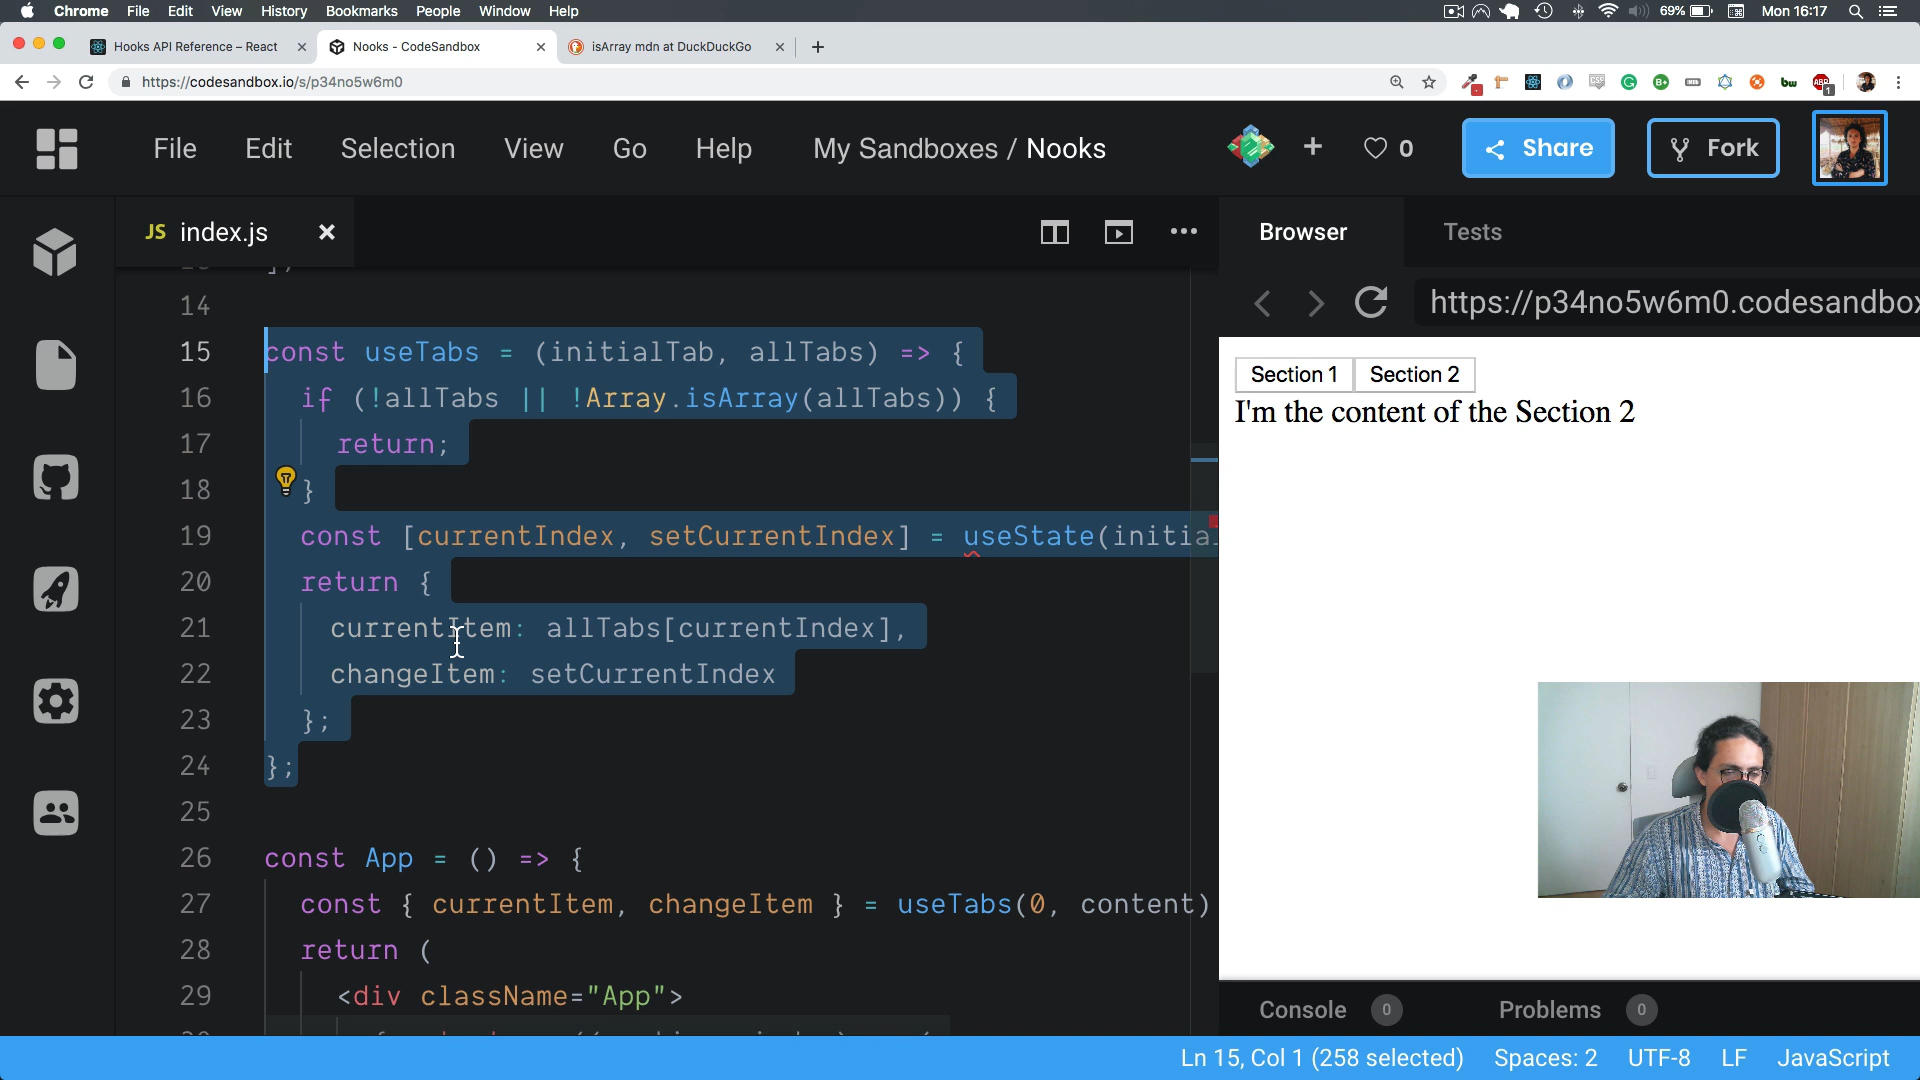 Chrome File Edit View History Bookmarks People Window Help 69% Mon 16:17
Hooks API Reference – React
Nooks - CodeSandbox
isArray mdn at DuckDuckGo
https://codesandbox.io/s/p34no5w6m0
File Edit Selection View Go Help My Sandboxes / Nooks 0 Share Fork
JS index.js
Browser Tests
https://p34no5w6m0.codesandbox
14
15 const useTabs = (initialTab, allTabs) => {
16 if (!allTabs || !Array.isArray(allTabs)) {
17 return;
18 }
19 const [currentIndex, setCurrentIndex] = useState(initial
20 return {
21 currentItem: allTabs[currentIndex],
22 changeItem: setCurrentIndex
23 };
24 };
25
26 const App = () => {
27 const { currentItem, changeItem } = useTabs(0, content)
28 return (
29 <div className="App">
Section 1 Section 2
I'm the content of the Section 2
Console 0 Problems 0
Ln 15, Col 1 (258 selected) Spaces: 2 UTF-8 LF JavaScript